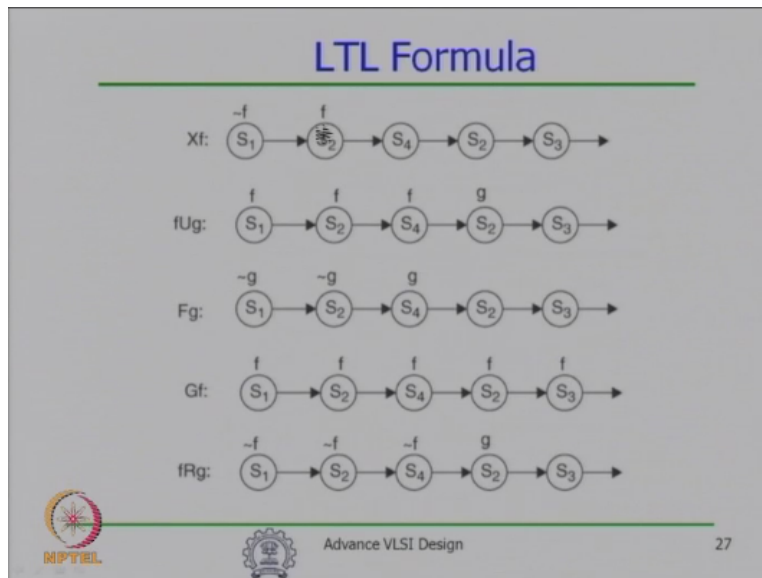 LTL Formula
~f f
Xf: S₁ S₂ S₄ S₂ S₃
f f f g
fUg: S₁ S₂ S₄ S₂ S₃
~g ~g g
Fg: S₁ S₂ S₄ S₂ S₃
f f f f f
Gf: S₁ S₂ S₄ S₂ S₃
~f ~f ~f g
fRg: S₁ S₂ S₄ S₂ S₃
NPTEL
Advance VLSI Design
27